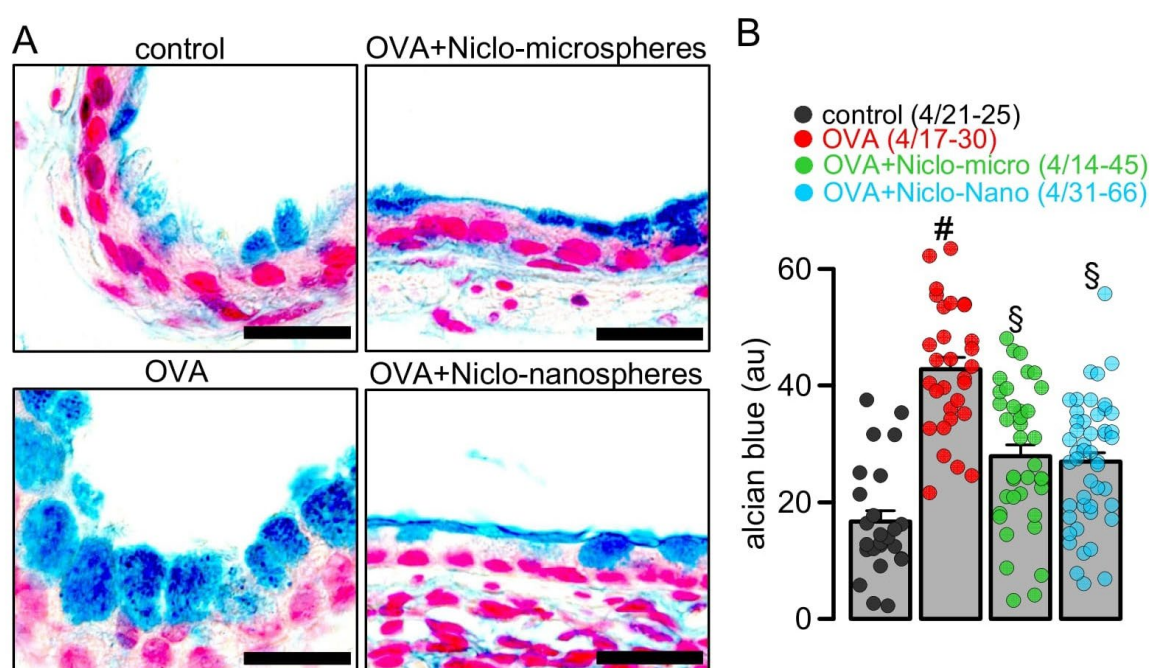 A
control
OVA+Niclo-microspheres
OVA
OVA+Niclo-nanospheres
B
control (4/21-25)
OVA (4/17-30)
OVA+Niclo-micro (4/14-45)
OVA+Niclo-Nano (4/31-66)
#
§
§
60
40
20
0
alcian blue (au)